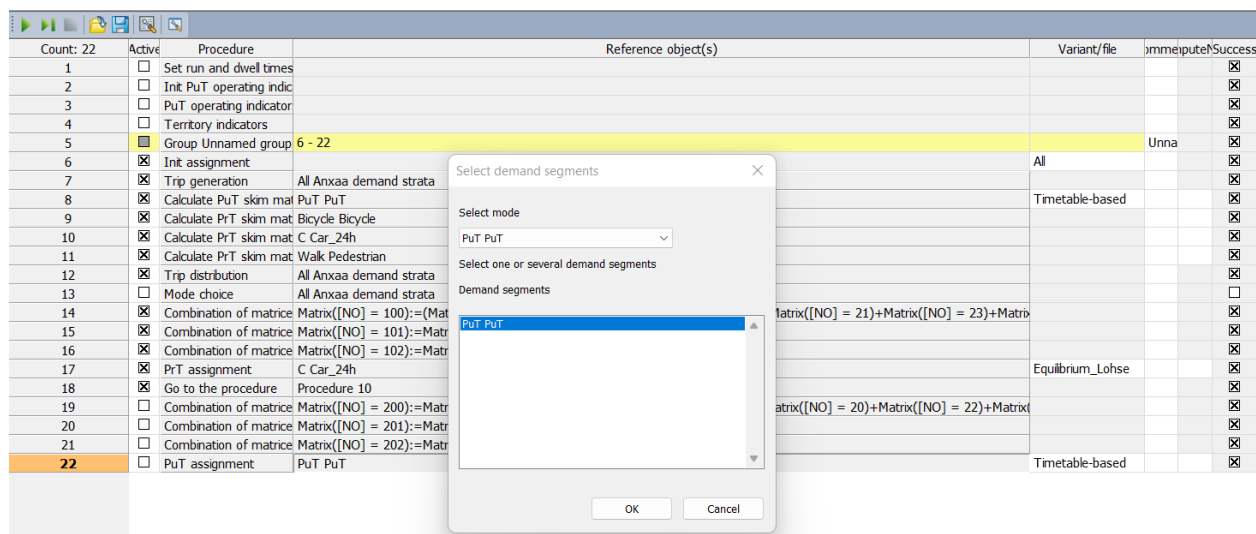 Count: 22 Active Procedure Reference object(s) Variant/file omme puteN Success
1 Set run and dwell times
2 Init PuT operating indic
3 PuT operating indicator
4 Territory indicators
5 Group Unnamed group 6 - 22 Unna
6 Init assignment All
7 Trip generation All Anxaa demand strata
8 Calculate PuT skim mat PuT PuT Timetable-based
9 Calculate PrT skim mat Bicycle Bicycle
10 Calculate PrT skim mat C Car_24h
11 Calculate PrT skim mat Walk Pedestrian
12 Trip distribution All Anxaa demand strata
13 Mode choice All Anxaa demand strata
14 Combination of matrice Matrix([NO] = 100):=(Mat latrix([NO] = 21)+Matrix([NO] = 23)+Matrix
15 Combination of matrice Matrix([NO] = 101):=Matr
16 Combination of matrice Matrix([NO] = 102):=Matr
17 PrT assignment C Car_24h Equilibrium_Lohse
18 Go to the procedure Procedure 10
19 Combination of matrice Matrix([NO] = 200):=Matr atrix([NO] = 20)+Matrix([NO] = 22)+Matrix(
20 Combination of matrice Matrix([NO] = 201):=Matr
21 Combination of matrice Matrix([NO] = 202):=Matr
22 PuT assignment PuT PuT Timetable-based
Select demand segments
Select mode
PuT PuT
Select one or several demand segments
Demand segments
PuT PuT
OK Cancel